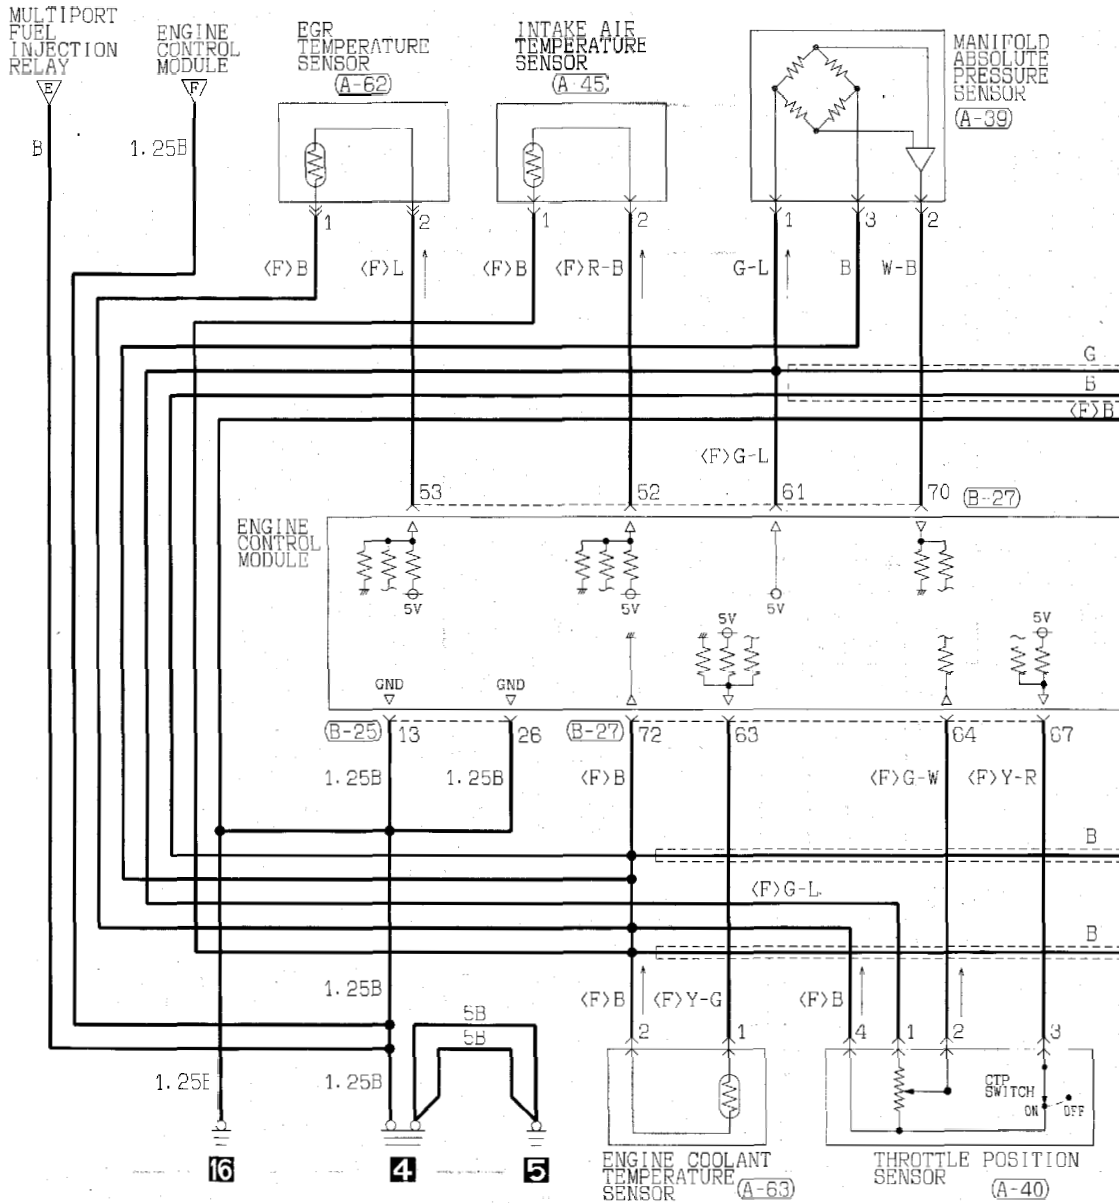 MULTIPORT
FUEL
INJECTION
RELAY
ENGINE
CONTROL
MODULE
EGR
TEMPERATURE
SENSOR
A-62
INTAKE AIR
TEMPERATURE
SENSOR
A-45
MANIFOLD
ABSOLUTE
PRESSURE
SENSOR
A-39
E
F
B
1.25B
1
2
1
2
1
3
2
<F>B
<F>L
<F>B
<F>R-B
G-L
B
W-B
G
B
<F>B
<F>G-L
53
52
61
70
B-27
ENGINE
CONTROL
MODULE
5V
5V
5V
5V
5V
GND
GND
B-25
13
26
B-27
72
63
64
67
1.25B
1.25B
<F>B
<F>G-W
<F>Y-R
B
<F>G-L
B
1.25B
5B
5B
<F>B
<F>Y-G
<F>B
2
1
4
1
2
3
1.25B
1.25B
CTP
SWITCH
ON
OFF
16
4
5
ENGINE COOLANT
TEMPERATURE
SENSOR
A-63
THROTTLE POSITION
SENSOR
A-40